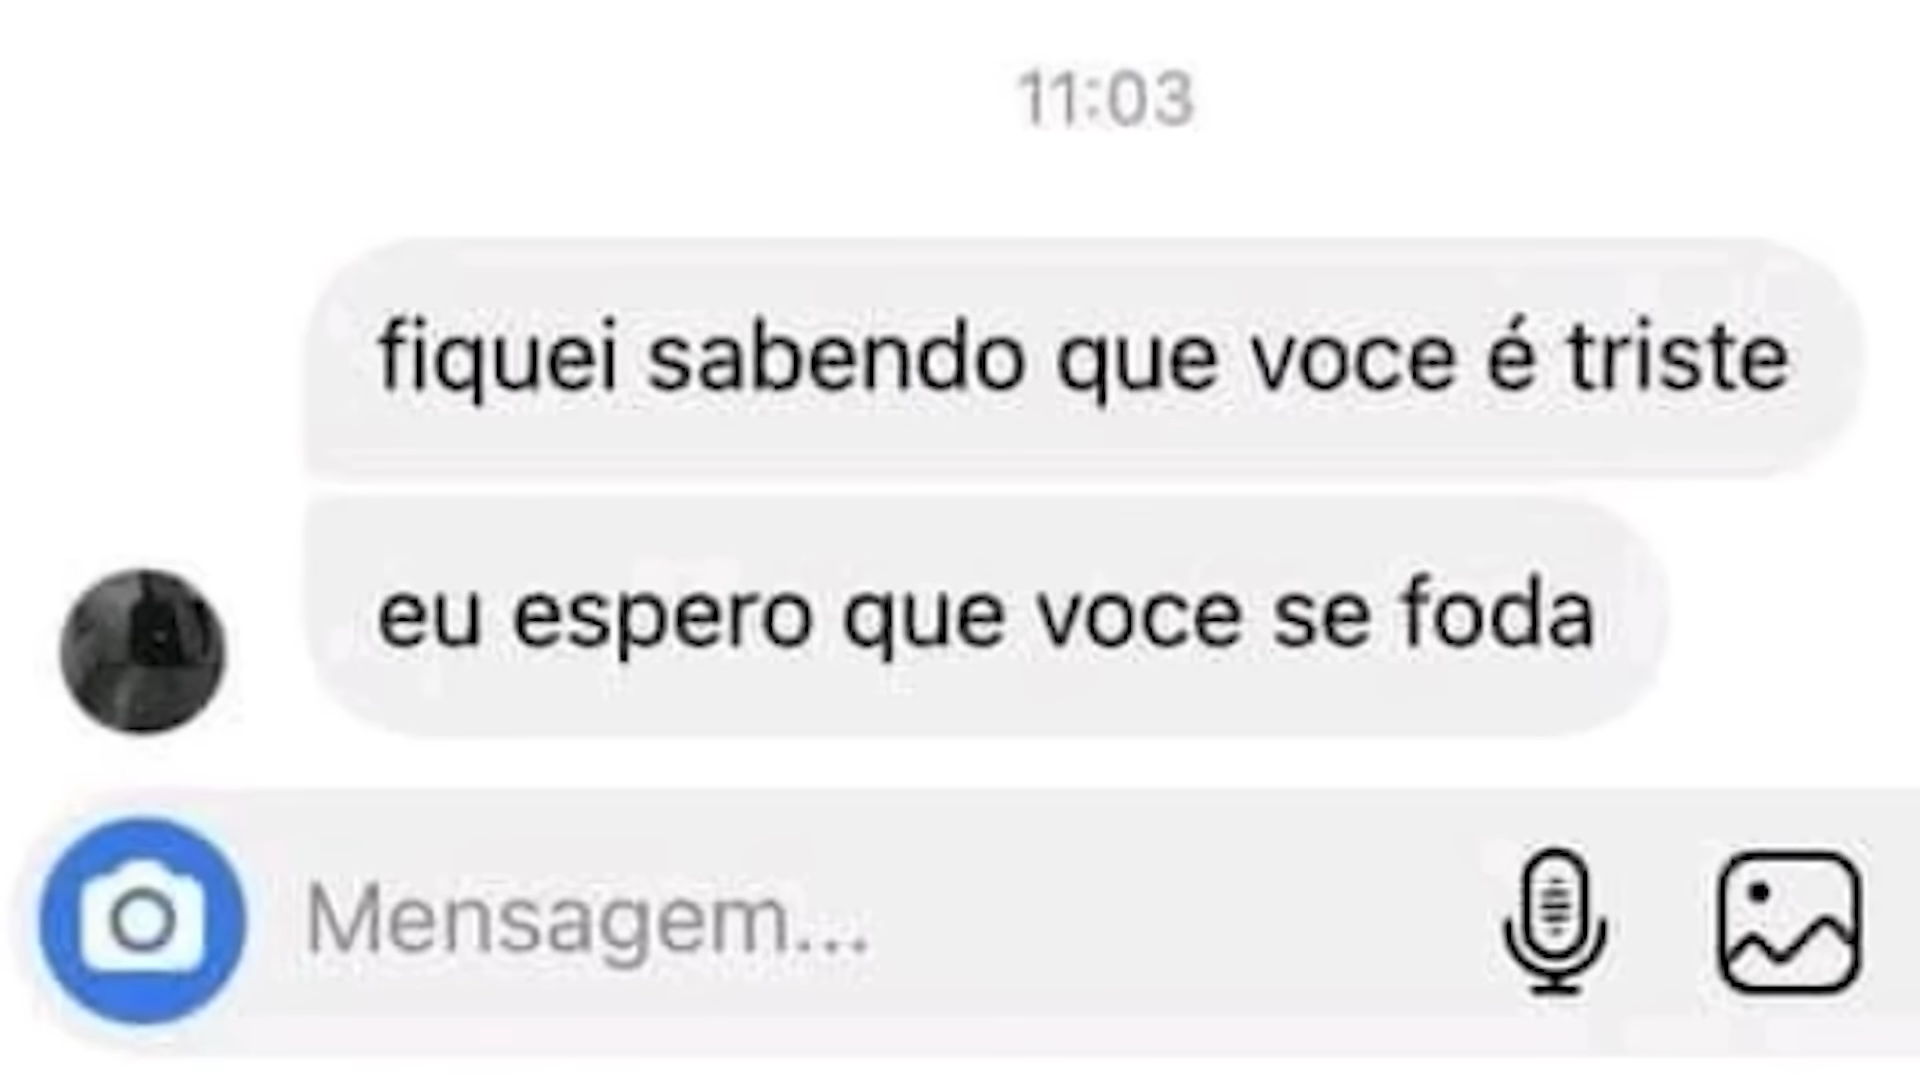 11:03
fiquei sabendo que voce é triste
eu espero que voce se foda
Mensagem...